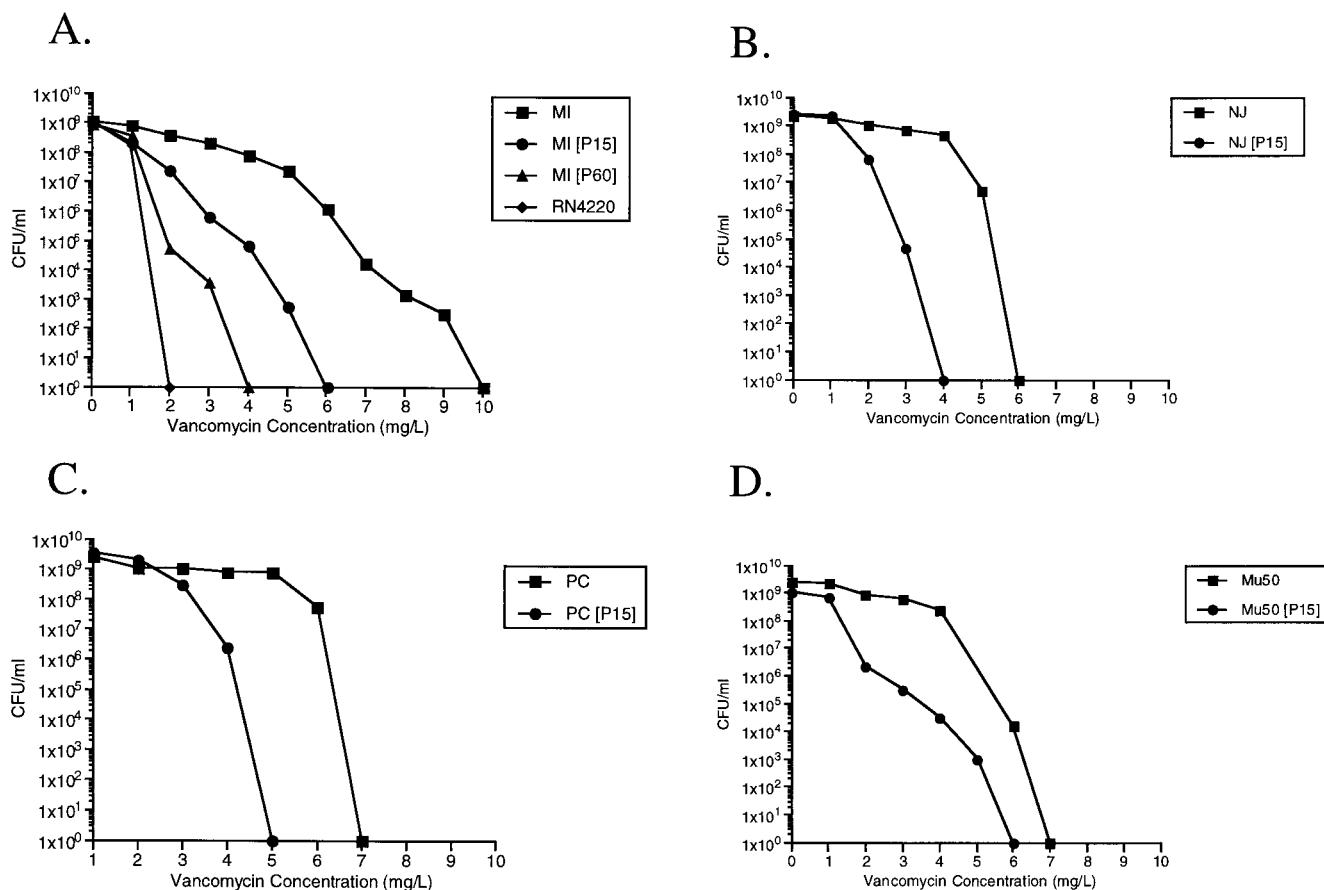 A.
1x10^10
1x10^9
1x10^8
1x10^7
1x10^6
1x10^5
1x10^4
1x10^3
1x10^2
1x10^1
1x10^0
CFU/ml
0 1 2 3 4 5 6 7 8 9 10
Vancomycin Concentration (mg/L)
MI
MI [P15]
MI [P60]
RN4220
B.
1x10^10
1x10^9
1x10^8
1x10^7
1x10^6
1x10^5
1x10^4
1x10^3
1x10^2
1x10^1
1x10^0
CFU/ml
0 1 2 3 4 5 6 7 8 9 10
Vancomycin Concentration (mg/L)
NJ
NJ [P15]
C.
1x10^10
1x10^9
1x10^8
1x10^7
1x10^6
1x10^5
1x10^4
1x10^3
1x10^2
1x10^1
1x10^0
CFU/ml
1 2 3 4 5 6 7 8 9 10
Vancomycin Concentration (mg/L)
PC
PC [P15]
D.
1x10^10
1x10^9
1x10^8
1x10^7
1x10^6
1x10^5
1x10^4
1x10^3
1x10^2
1x10^1
1x10^0
CFU/ml
0 1 2 3 4 5 6 7 8 9 10
Vancomycin Concentration (mg/L)
Mu50
Mu50 [P15]